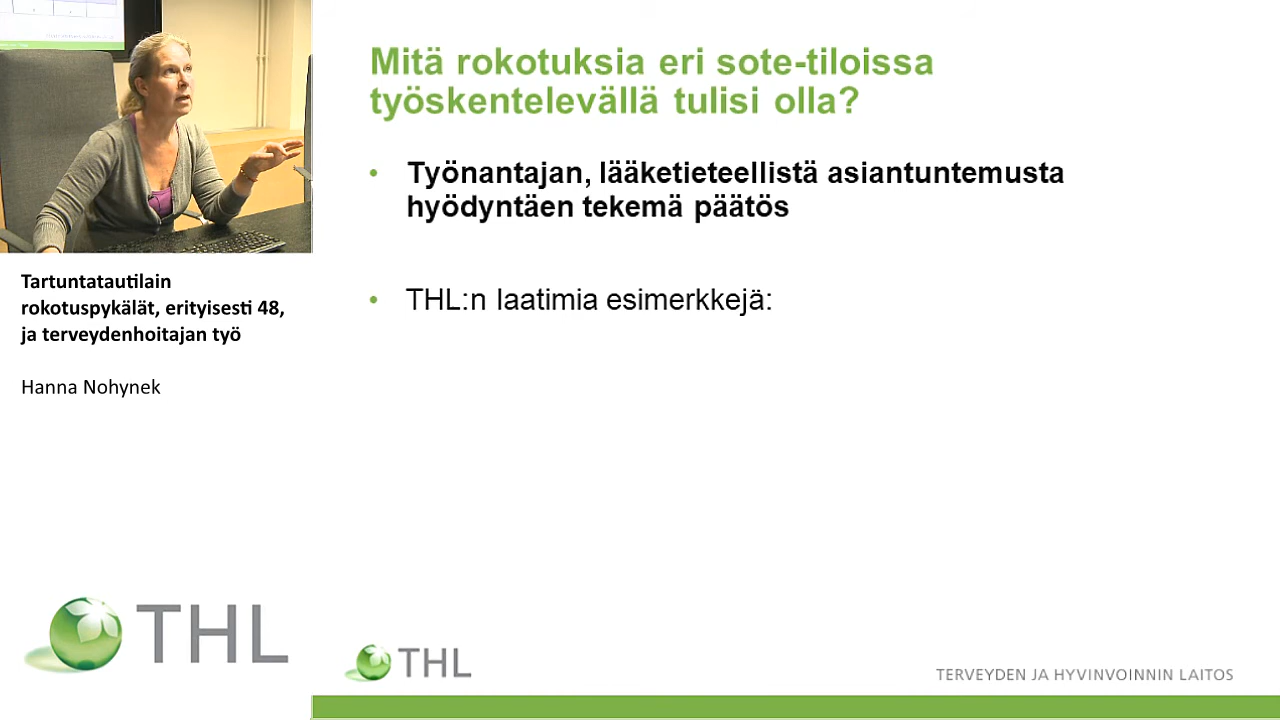 Mitä rokotuksia eri sote-tiloissa
työskentelevällä tulisi olla?
• Työnantajan, lääketieteellistä asiantuntemusta
hyödyntäen tekemä päätös
• THL:n laatimia esimerkkejä:
Tartuntatautilain
rokotuspykälät, erityisesti 48,
ja terveydenhoitajan työ
Hanna Nohynek
THL
THL
TERVEYDEN JA HYVINVOINNIN LAITOS